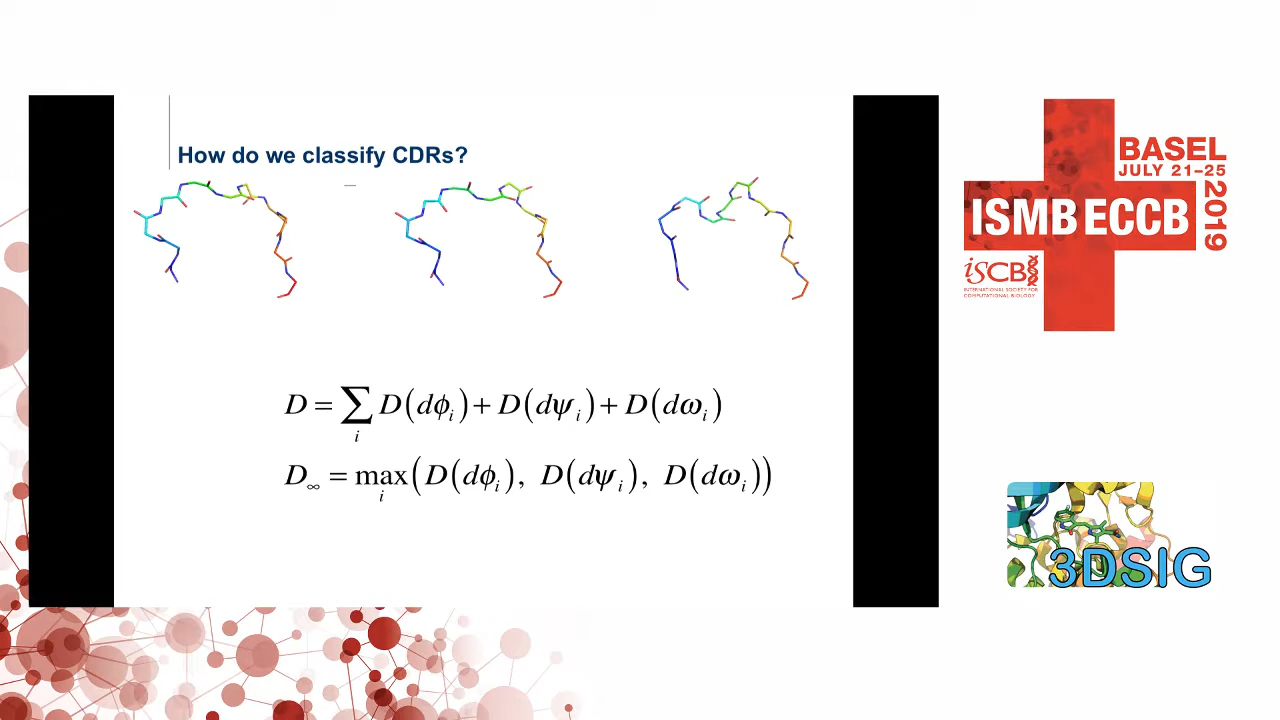 How do we classify CDRs?
D = ∑ᵢ D(dϕᵢ) + D(dψᵢ) + D(dωᵢ)
D∞ = maxᵢ(D(dϕᵢ), D(dψᵢ), D(dωᵢ))
BASEL
JULY 21–25
2019
ISMB ECCB
iSCB
INTERNATIONAL SOCIETY FOR
COMPUTATIONAL BIOLOGY
3DSIG